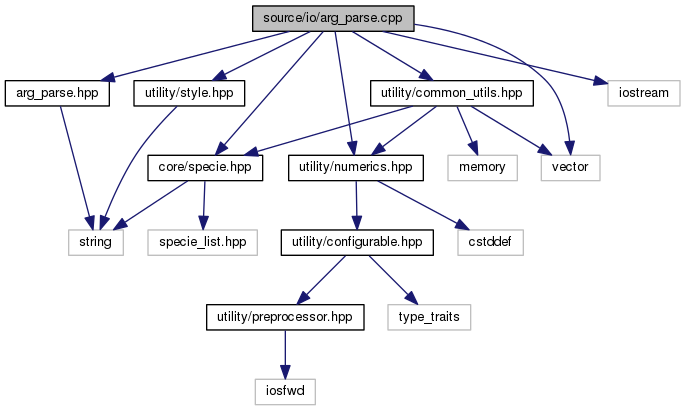 source/io/arg_parse.cpp
arg_parse.hpp
utility/style.hpp
utility/common_utils.hpp
iostream
core/specie.hpp
utility/numerics.hpp
memory
vector
string
specie_list.hpp
utility/configurable.hpp
cstddef
utility/preprocessor.hpp
type_traits
iosfwd